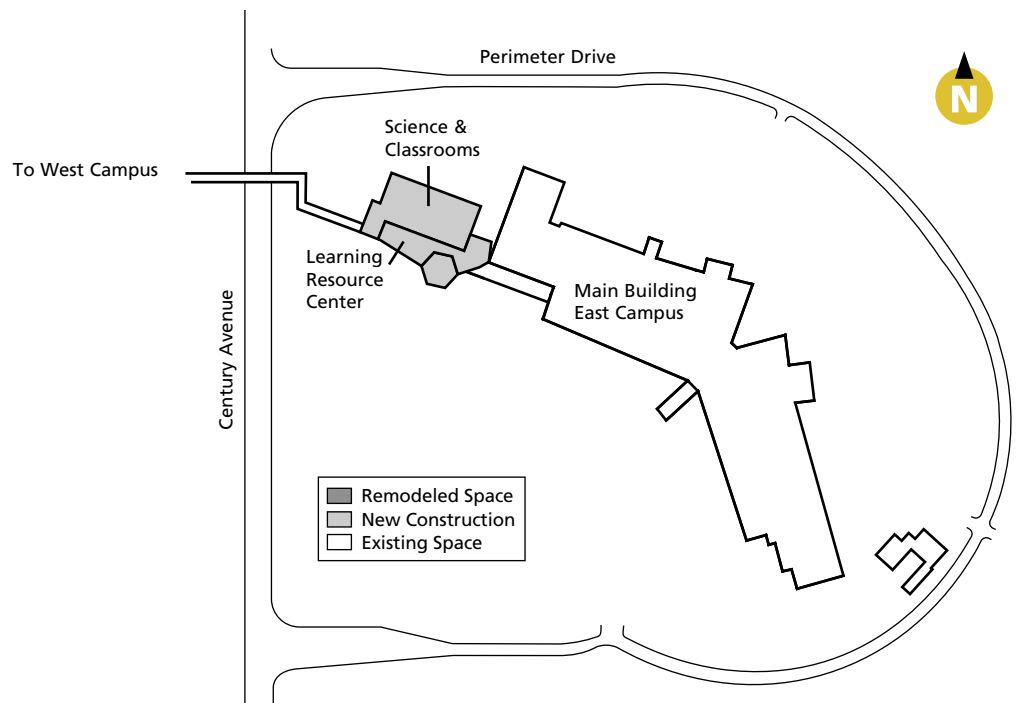 Perimeter Drive
N
Science &
Classrooms
To West Campus
Learning
Resource
Center
Main Building
East Campus
Century Avenue
Remodeled Space
New Construction
Existing Space